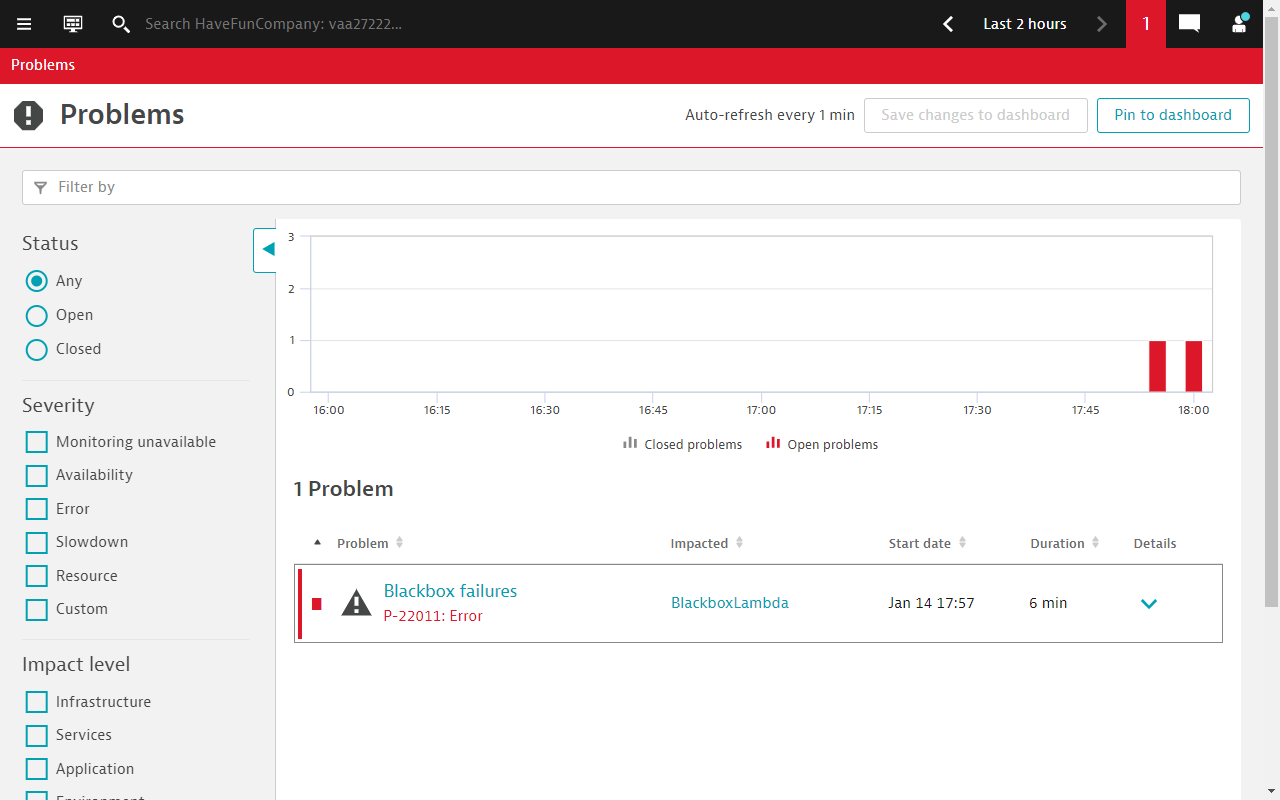 Search HaveFunCompany: vaa27222...
Last 2 hours
1
Problems
Problems
Auto-refresh every 1 min
Save changes to dashboard
Pin to dashboard
Filter by
Status
Any
Open
Closed
Severity
Monitoring unavailable
Availability
Error
Slowdown
Resource
Custom
Impact level
Infrastructure
Services
Application
Environment
3
2
1
0
16:00 16:15 16:30 16:45 17:00 17:15 17:30 17:45 18:00
Closed problems Open problems
1 Problem
Problem Impacted Start date Duration Details
Blackbox failures
P-22011: Error
BlackboxLambda
Jan 14 17:57
6 min